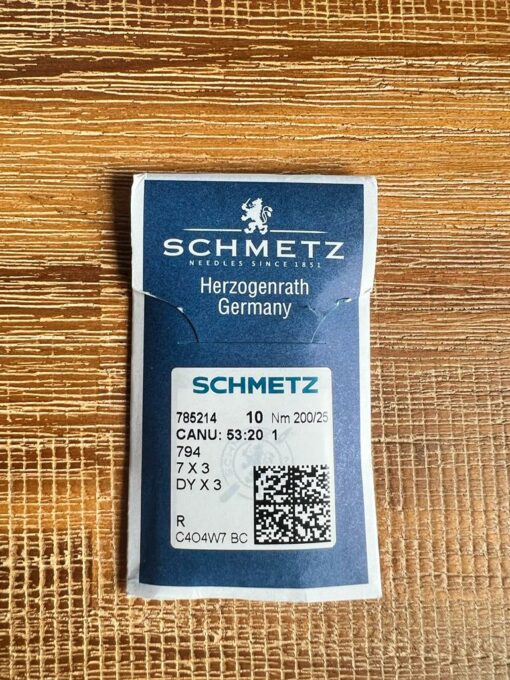 SCHMETZ
NEEDLES SINCE 1851
Herzogenrath
Germany
SCHMETZ
785214 10 Nm 200/25
CANU: 53:20 1
794
7 X 3
DY X 3
R
C4O4W7 BC